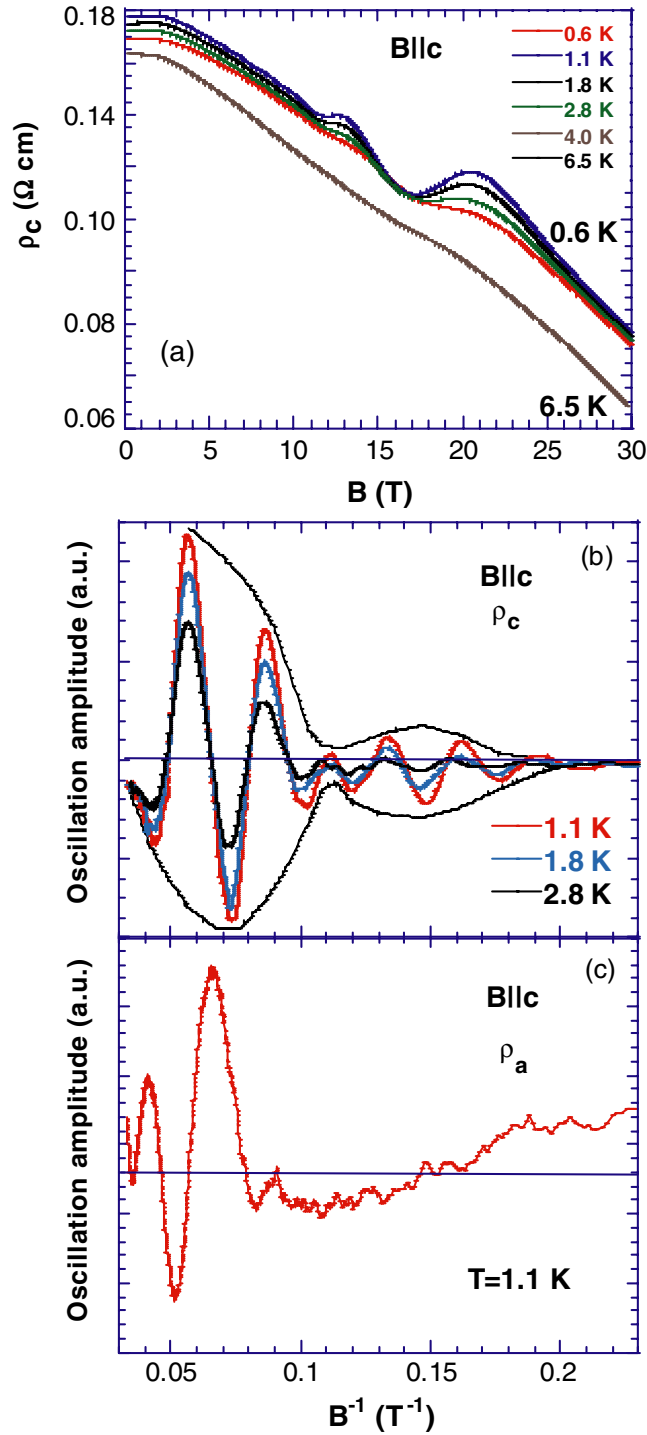 0.18
0.14
0.10
0.08
0.06
ρc (Ω cm)
B||c
0.6 K
1.1 K
1.8 K
2.8 K
4.0 K
6.5 K
0.6 K
6.5 K
(a)
0 5 10 15 20 25 30
B (T)
Oscillation amplitude (a.u.)
(b)
B||c
ρc
1.1 K
1.8 K
2.8 K
Oscillation amplitude (a.u.)
(c)
B||c
ρa
T=1.1 K
0.05 0.1 0.15 0.2
B-1 (T-1)